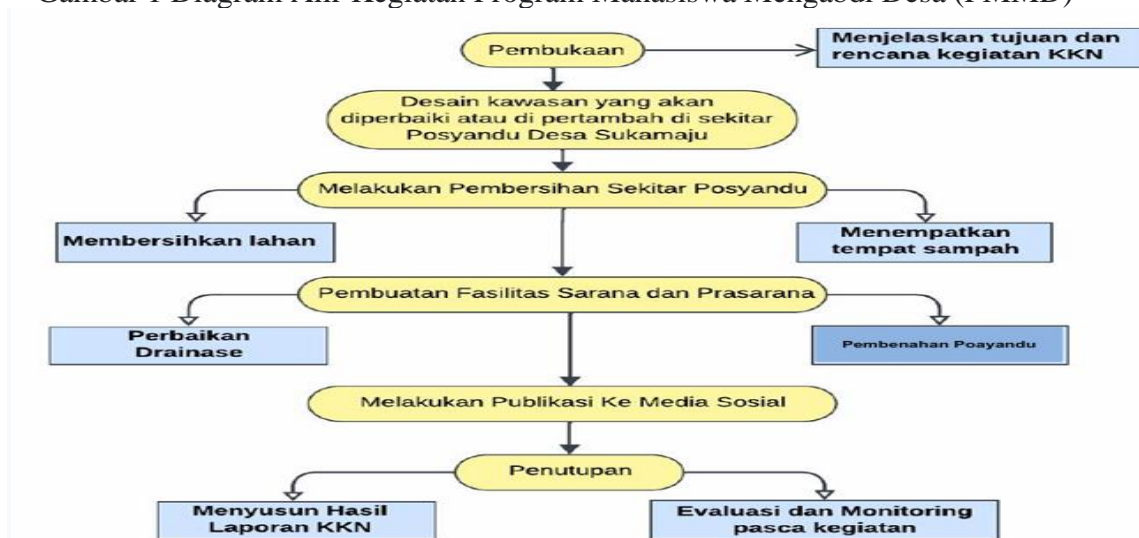 Gambar 1 Diagram Alir Kegiatan Program Mahasiswa Mengabdi Desa (PMMD)
Pembukaan
Menjelaskan tujuan dan
rencana kegiatan KKN
Desain kawasan yang akan
diperbaiki atau di pertambah di sekitar
Posyandu Desa Sukamaju
Melakukan Pembersihan Sekitar Posyandu
Membersihkan lahan
Menempatkan
tempat sampah
Pembuatan Fasilitas Sarana dan Prasarana
Perbaikan
Drainase
Pembenahan Poayandu
Melakukan Publikasi Ke Media Sosial
Penutupan
Menyusun Hasil
Laporan KKN
Evaluasi dan Monitoring
pasca kegiatan